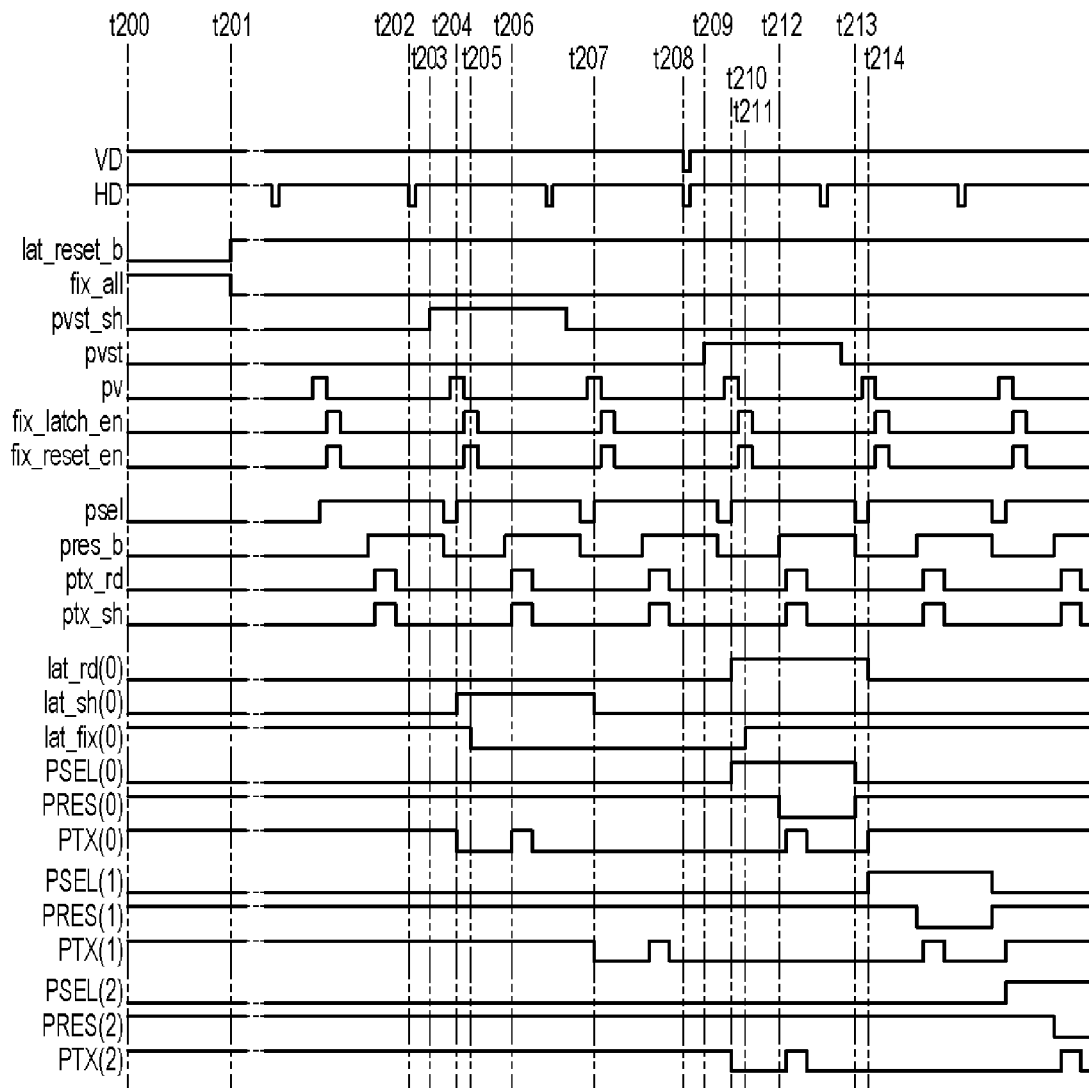 t200 t201 t202 t204 t206 t209 t212 t213
t203 t205 t207 t208 t214
t210
t211
VD
HD
lat_reset_b
fix_all
pvst_sh
pvst
pv
fix_latch_en
fix_reset_en
psel
pres_b
ptx_rd
ptx_sh
lat_rd(0)
lat_sh(0)
lat_fix(0)
PSEL(0)
PRES(0)
PTX(0)
PSEL(1)
PRES(1)
PTX(1)
PSEL(2)
PRES(2)
PTX(2)